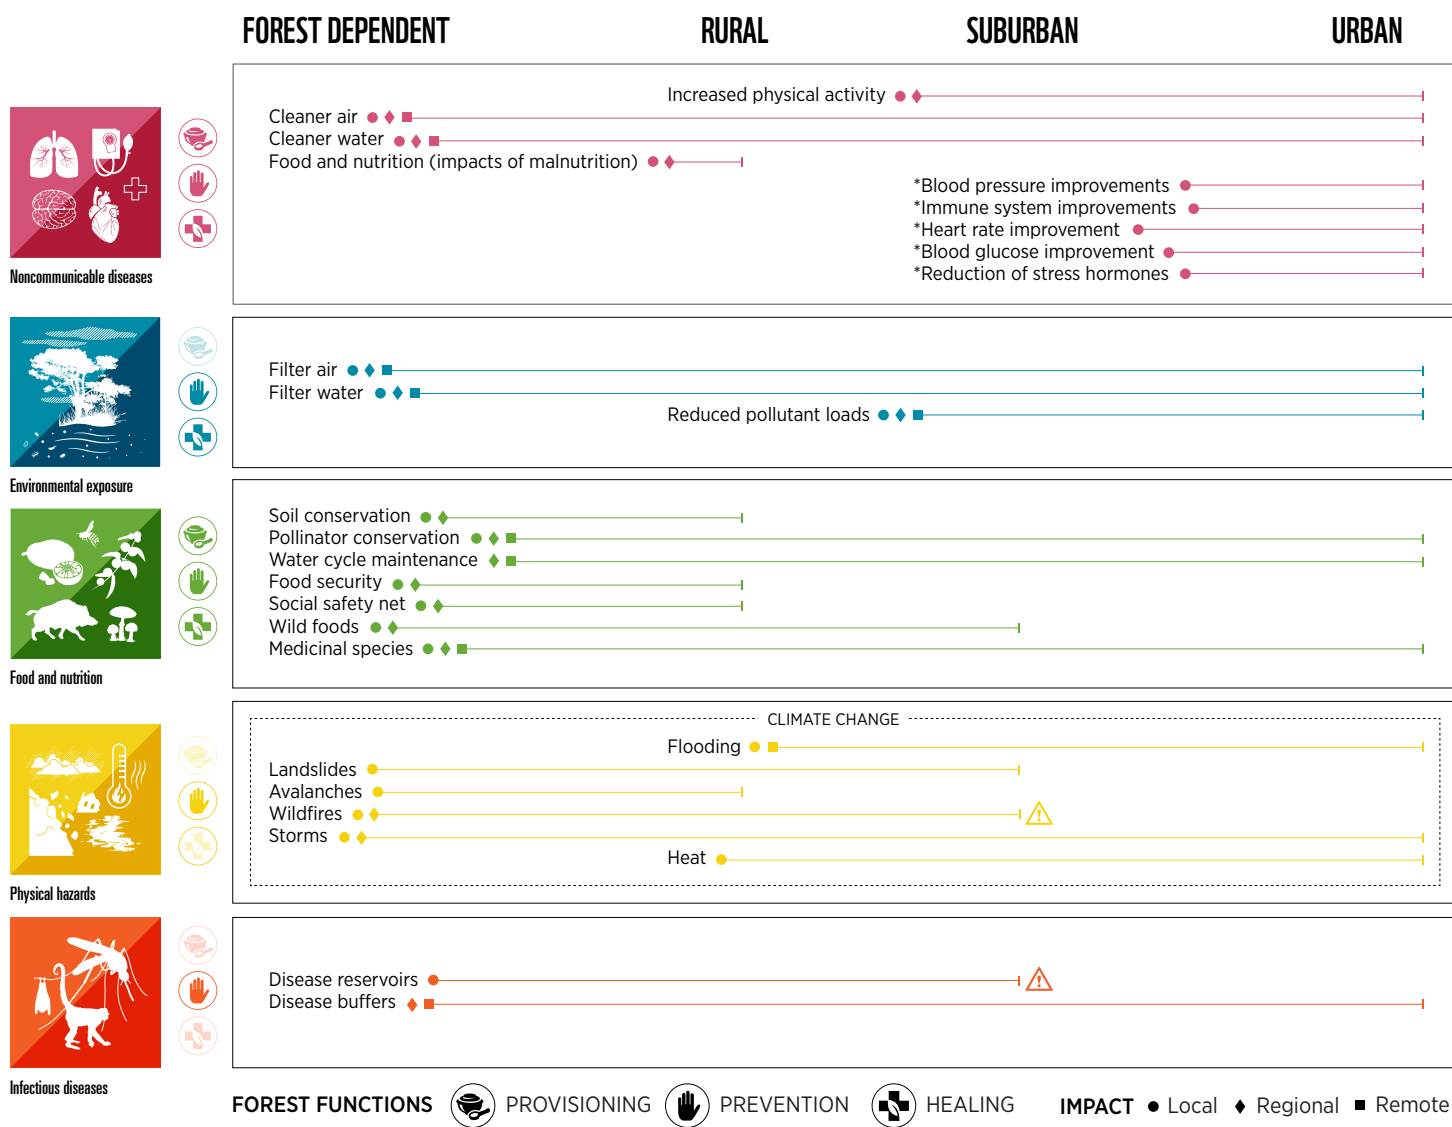 FOREST DEPENDENT RURAL SUBURBAN URBAN
Increased physical activity
Cleaner air
Cleaner water
Food and nutrition (impacts of malnutrition)
*Blood pressure improvements
*Immune system improvements
*Heart rate improvement
*Blood glucose improvement
*Reduction of stress hormones
Noncommunicable diseases
Filter air
Filter water
Reduced pollutant loads
Environmental exposure
Soil conservation
Pollinator conservation
Water cycle maintenance
Food security
Social safety net
Wild foods
Medicinal species
Food and nutrition
CLIMATE CHANGE
Flooding
Landslides
Avalanches
Wildfires
Storms
Heat
Physical hazards
Disease reservoirs
Disease buffers
Infectious diseases
FOREST FUNCTIONS PROVISIONING PREVENTION HEALING IMPACT Local Regional Remote